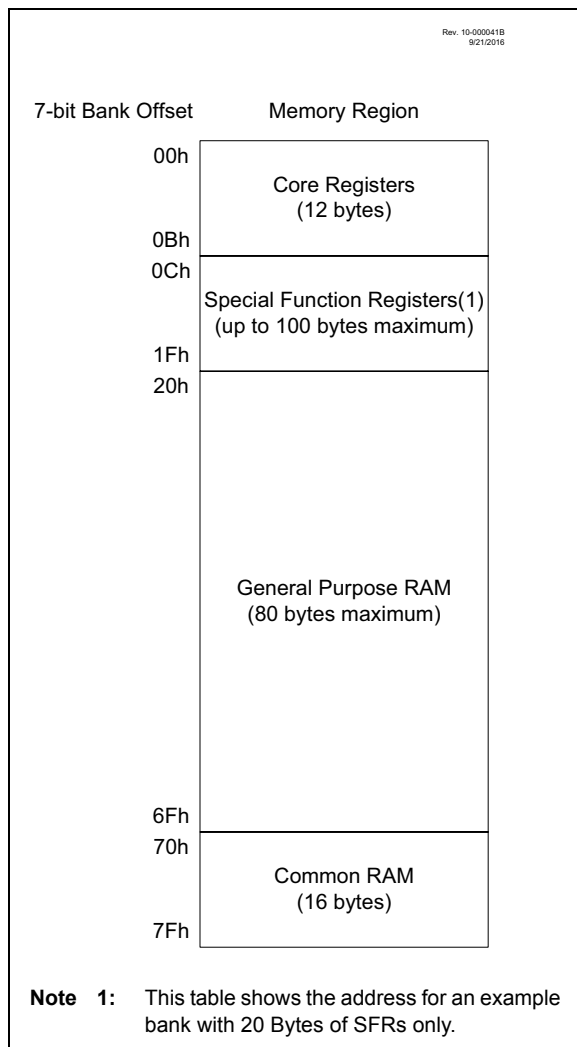 Rev. 10-000041B
9/21/2016
7-bit Bank Offset Memory Region
00h
Core Registers
(12 bytes)
0Bh
0Ch
Special Function Registers(1)
(up to 100 bytes maximum)
1Fh
20h
General Purpose RAM
(80 bytes maximum)
6Fh
70h
Common RAM
(16 bytes)
7Fh
Note 1: This table shows the address for an example
bank with 20 Bytes of SFRs only.